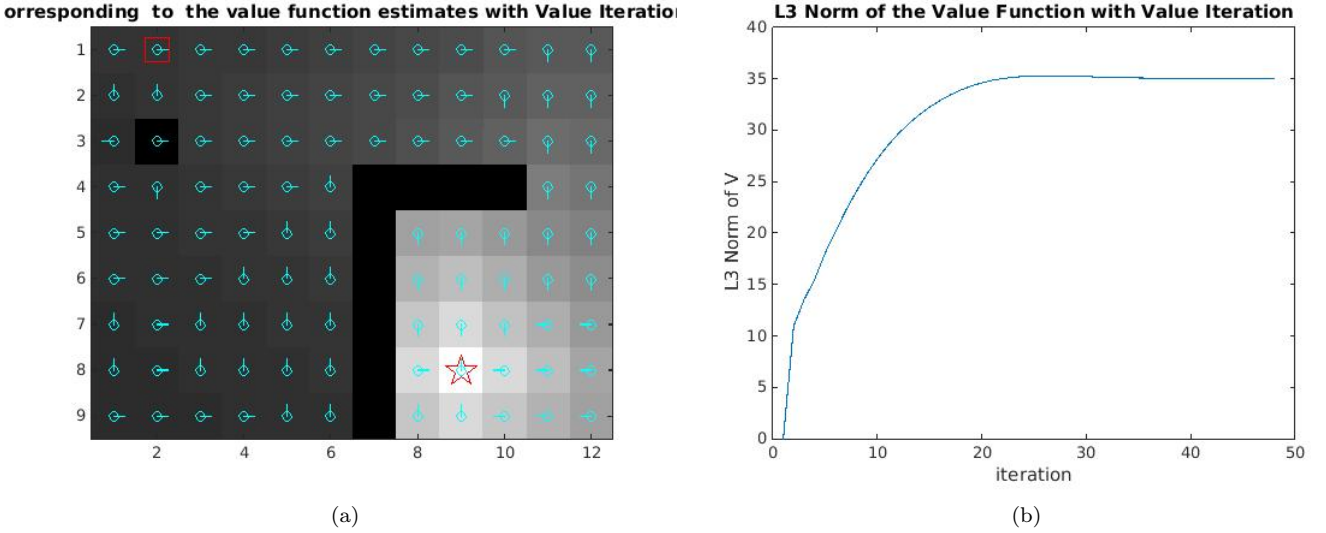 orresponding to the value function estimates with Value Iteration
1
2
3
4
5
6
7
8
9
2 4 6 8 10 12
(a)
L3 Norm of the Value Function with Value Iteration
L3 Norm of V
40
35
30
25
20
15
10
5
0
0 10 20 30 40 50
iteration
(b)